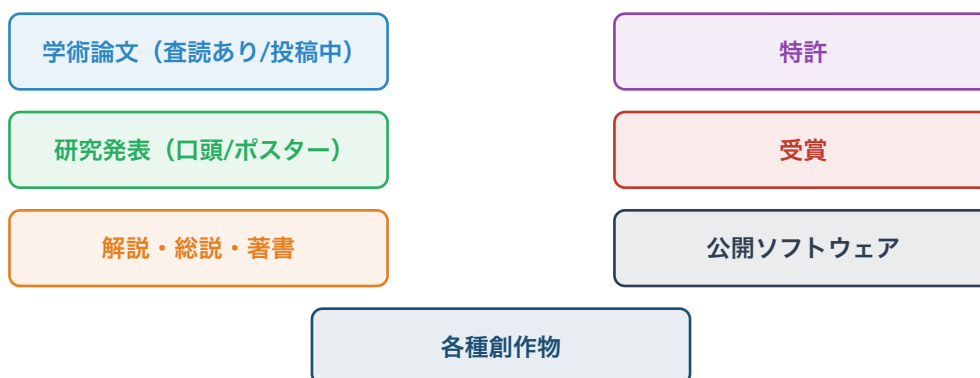 学術論文（査読あり/投稿中）
特許
研究発表（口頭/ポスター）
受賞
解説・総説・著書
公開ソフトウェア
各種創作物